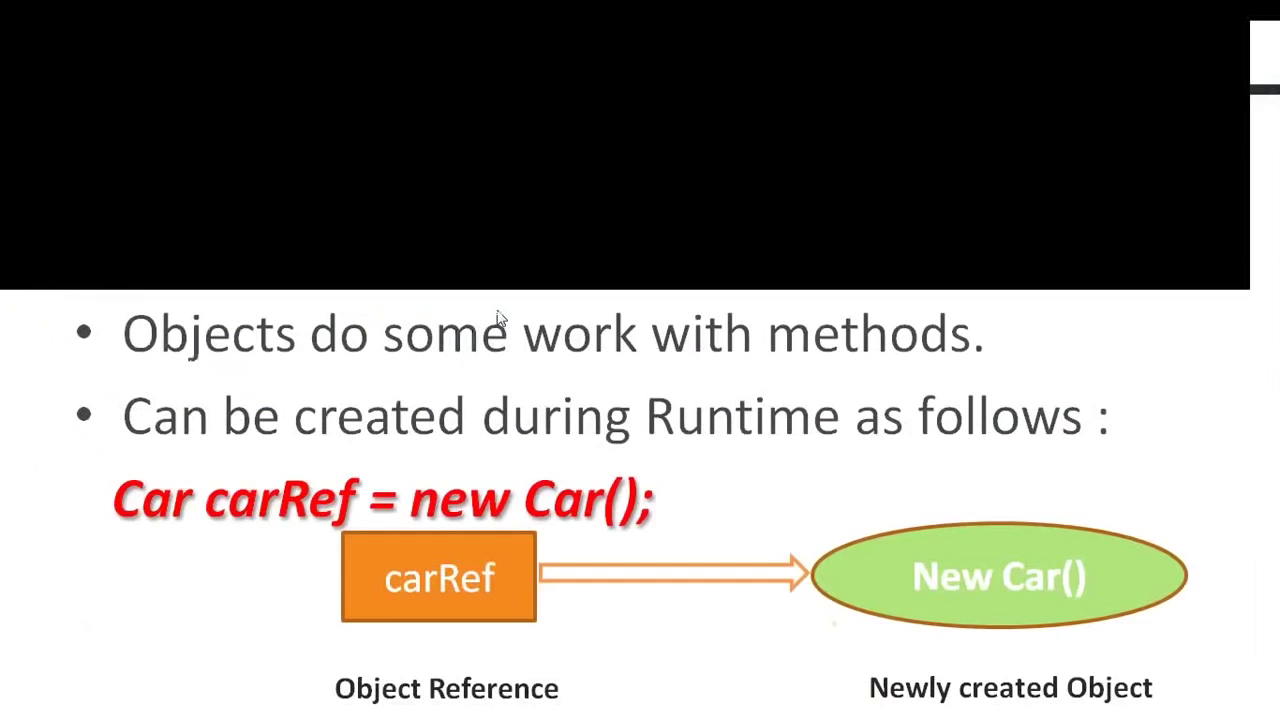 • Objects do some work with methods.
• Can be created during Runtime as follows :
Car carRef = new Car();
carRef
New Car()
Object Reference
Newly created Object